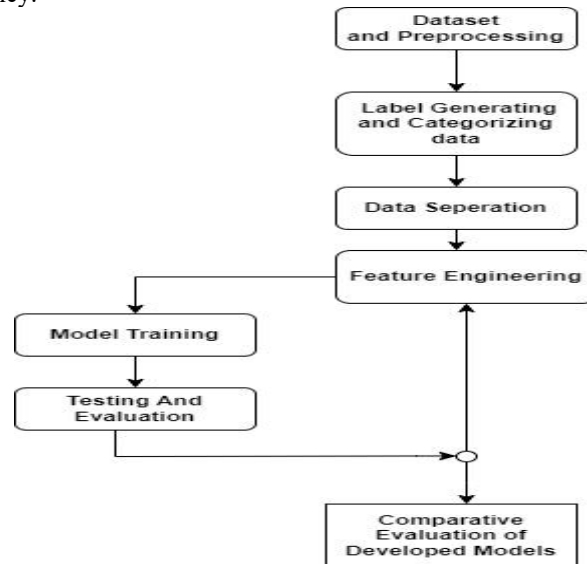 Dataset
and Preprocessing
Label Generating
and Categorizing
data
Data Seperation
Feature Engineering
Model Training
Testing And
Evaluation
Comparative
Evaluation of
Developed Models